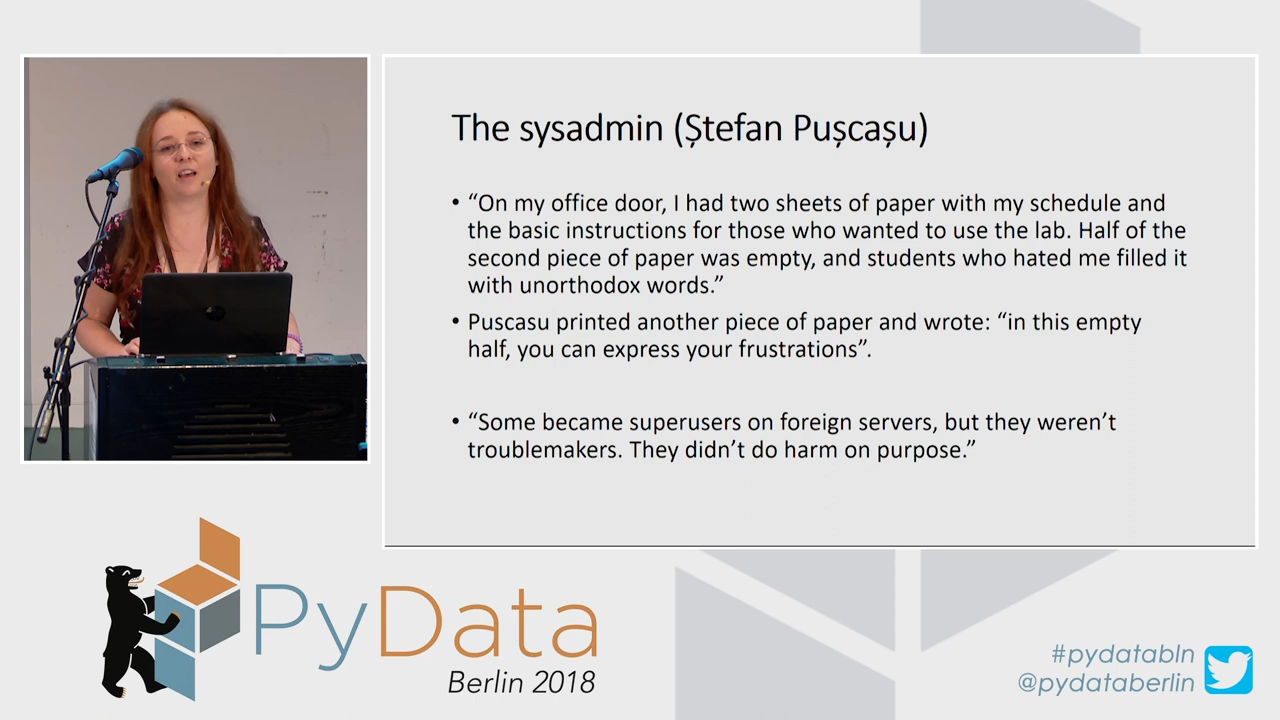 The sysadmin (Ștefan Pușcașu)
• “On my office door, I had two sheets of paper with my schedule and
the basic instructions for those who wanted to use the lab. Half of the
second piece of paper was empty, and students who hated me filled it
with unorthodox words.”
• Puscasu printed another piece of paper and wrote: “in this empty
half, you can express your frustrations”.
• “Some became superusers on foreign servers, but they weren’t
troublemakers. They didn’t do harm on purpose.”
PyData
Berlin 2018
#pydatabln
@pydataberlin